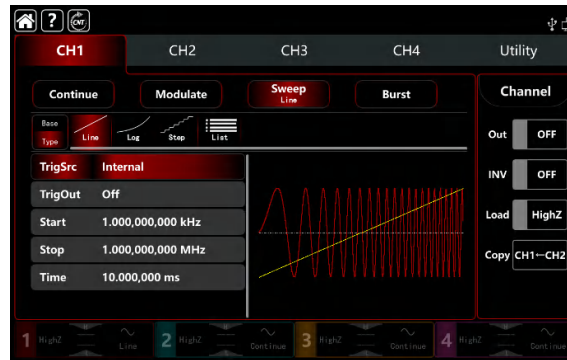 ? CNT
CH1 CH2 CH3 CH4 Utility
Continue Modulate Sweep Burst Channel
Line
Base
Type Line Log Step List
Out OFF
TrigSrc Internal
INV OFF
TrigOut Off
Start 1.000,000,000 kHz
Load HighZ
Stop 1.000,000,000 MHz
Copy CH1←CH2
Time 10.000,000 ms
1 HighZ Line 2 HighZ Continue 3 HighZ Continue 4 HighZ Continue